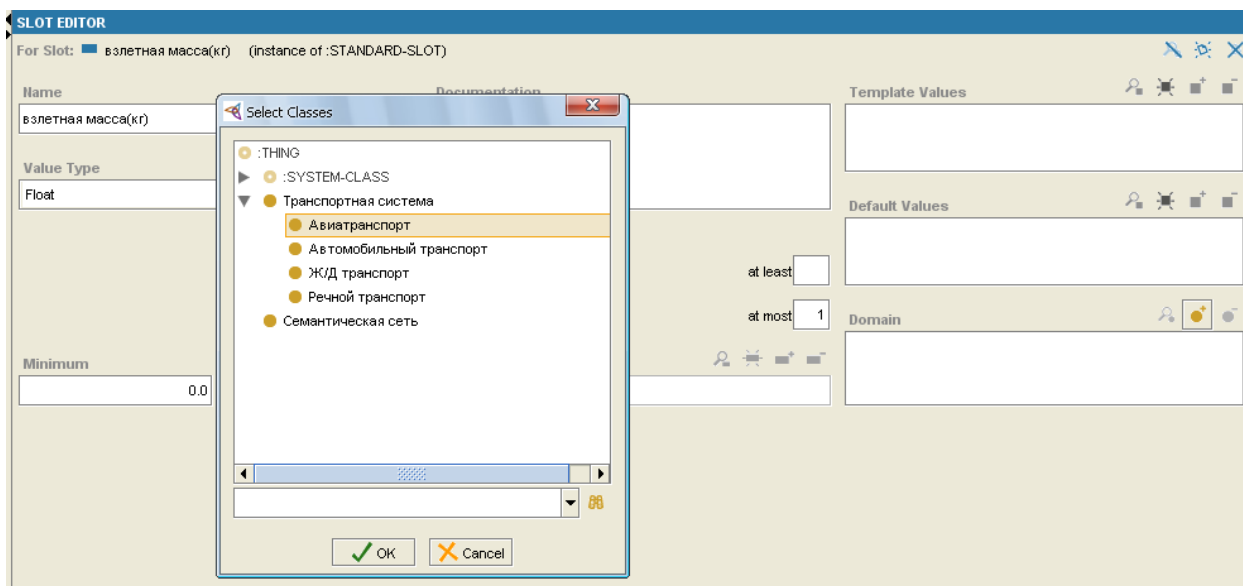 SLOT EDITOR
For Slot: взлетная масса(кг) (instance of :STANDARD-SLOT)
Name
Documentation
Template Values
взлетная масса(кг)
Select Classes
:THING
:SYSTEM-CLASS
Транспортная система
Авиатранспорт
Автомобильный транспорт
Ж/Д транспорт
Речной транспорт
Семантическая сеть
Value Type
Float
Default Values
at least
at most 1
Domain
Minimum
0.0
OK
Cancel